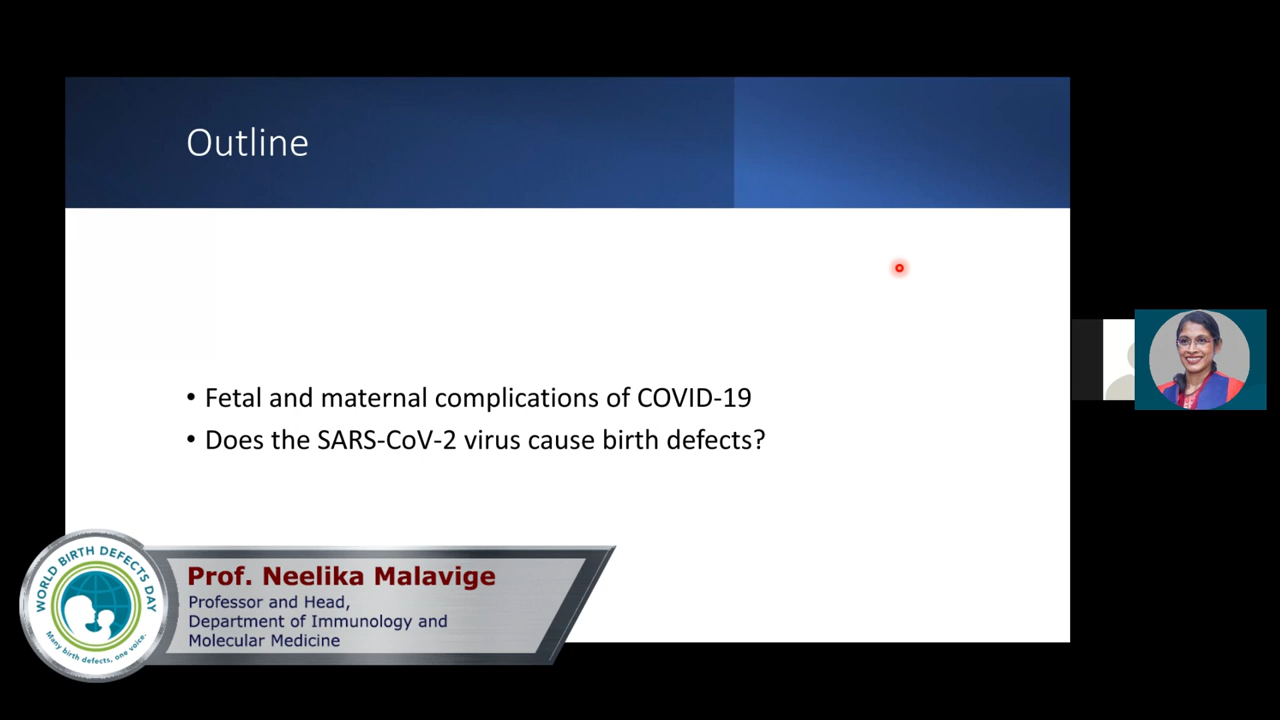 Outline
• Fetal and maternal complications of COVID-19
• Does the SARS-CoV-2 virus cause birth defects?
WORLD BIRTH DEFECTS DAY
Many birth defects, one voice.
Prof. Neelika Malavige
Professor and Head,
Department of Immunology and
Molecular Medicine